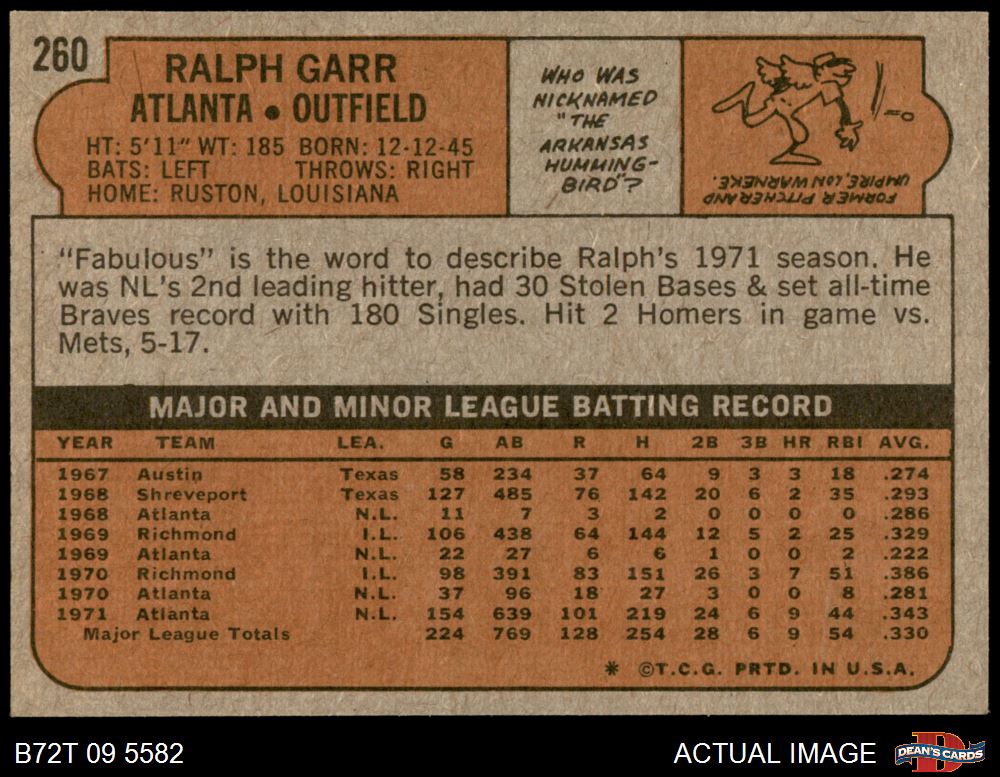 260
RALPH GARR
ATLANTA • OUTFIELD
HT: 5'11" WT: 185 BORN: 12-12-45
BATS: LEFT THROWS: RIGHT
HOME: RUSTON, LOUISIANA
WHO WAS
NICKNAMED
"THE
ARKANSAS
HUMMING-
BIRD"?
FORMER PITCHER AND
UMPIRE, LON WARNEKE.
"Fabulous" is the word to describe Ralph's 1971 season. He
was NL's 2nd leading hitter, had 30 Stolen Bases & set all-time
Braves record with 180 Singles. Hit 2 Homers in game vs.
Mets, 5-17.
MAJOR AND MINOR LEAGUE BATTING RECORD
YEAR TEAM LEA. G AB R H 2B 3B HR RBI AVG.
1967 Austin Texas 58 234 37 64 9 3 3 18 .274
1968 Shreveport Texas 127 485 76 142 20 6 2 35 .293
1968 Atlanta N.L. 11 7 3 2 0 0 0 0 .286
1969 Richmond I.L. 106 438 64 144 12 5 2 25 .329
1969 Atlanta N.L. 22 27 6 6 1 0 0 2 .222
1970 Richmond I.L. 98 391 83 151 26 3 7 51 .386
1970 Atlanta N.L. 37 96 18 27 3 0 0 8 .281
1971 Atlanta N.L. 154 639 101 219 24 6 9 44 .343
Major League Totals 224 769 128 254 28 6 9 54 .330
* ©T.C.G. PRTD. IN U.S.A.
B72T 09 5582
ACTUAL IMAGE
D
DEAN'S CARDS